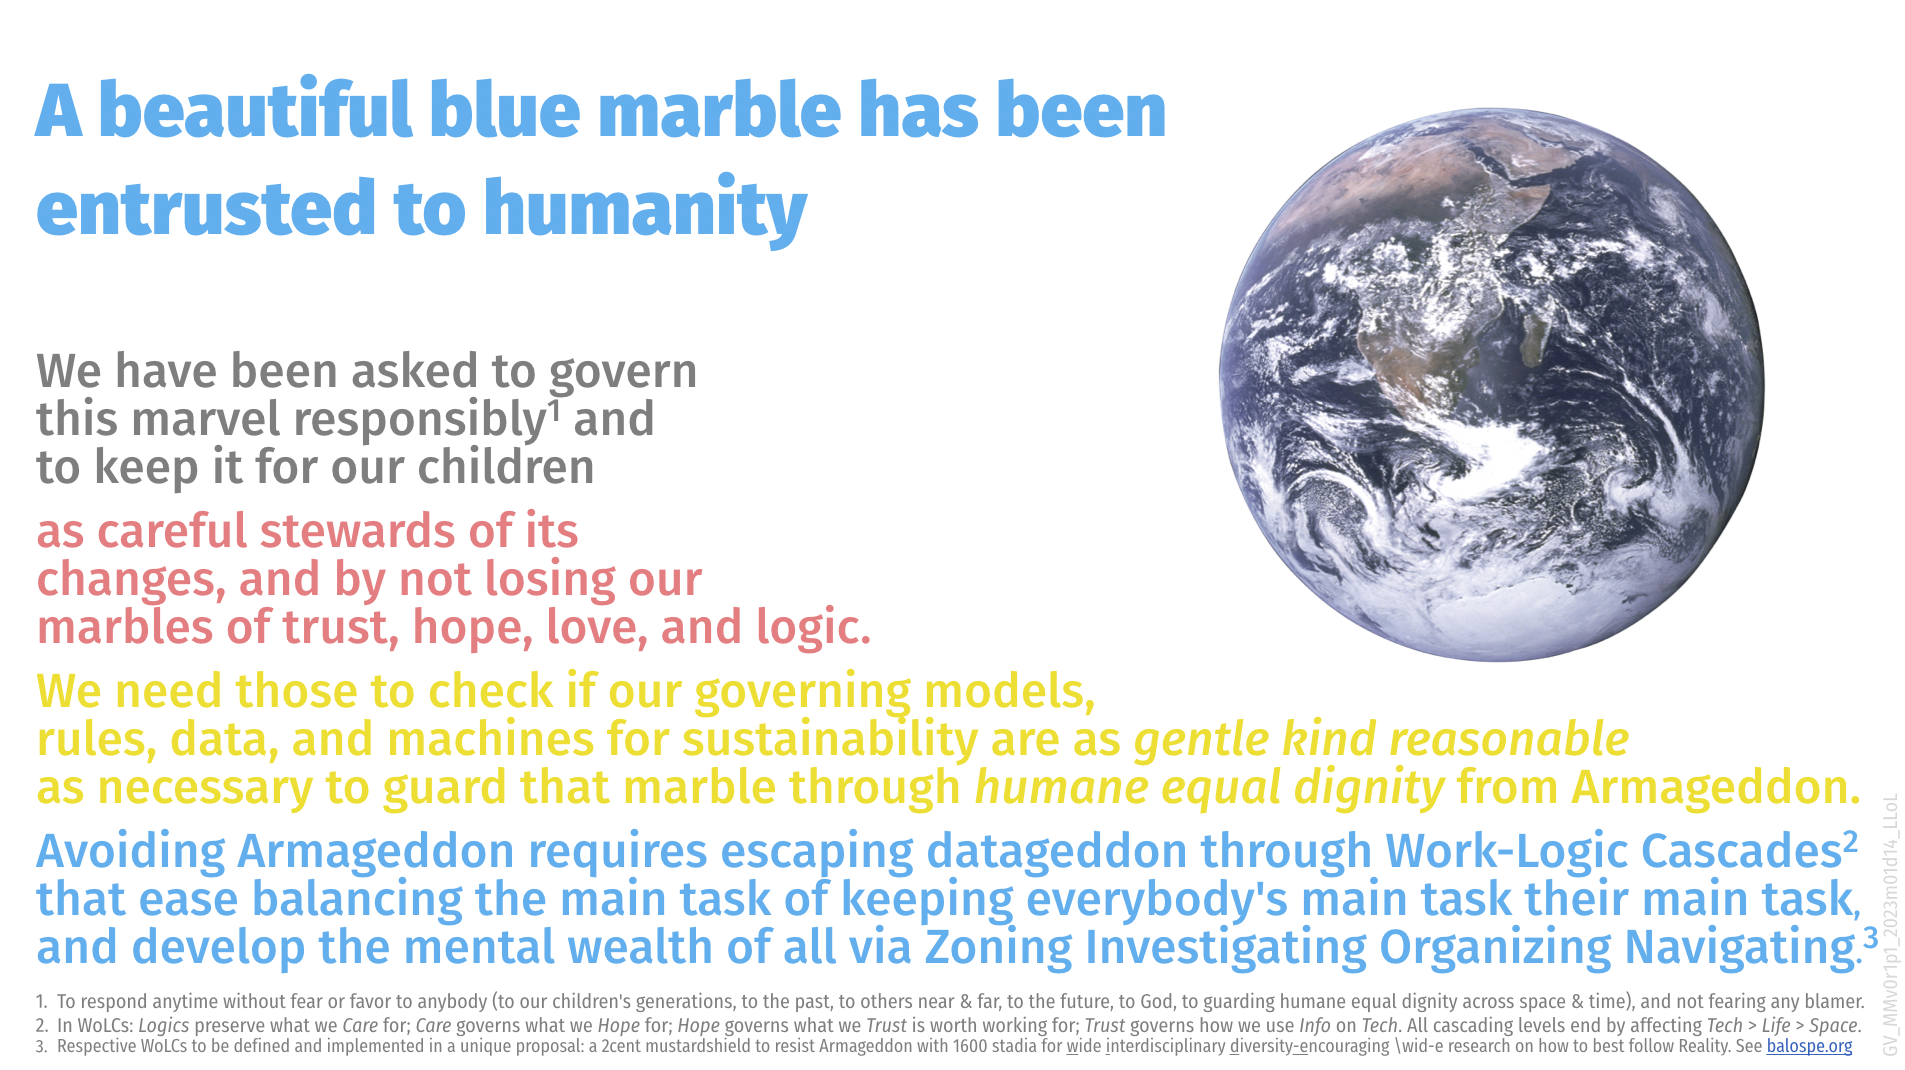 A beautiful blue marble has been
entrusted to humanity
We have been asked to govern
this marvel responsibly¹ and
to keep it for our children
as careful stewards of its
changes, and by not losing our
marbles of trust, hope, love, and logic.
We need those to check if our governing models,
rules, data, and machines for sustainability are as gentle kind reasonable
as necessary to guard that marble through humane equal dignity from Armageddon.
Avoiding Armageddon requires escaping datageddon through Work-Logic Cascades²
that ease balancing the main task of keeping everybody's main task their main task,
and develop the mental wealth of all via Zoning Investigating Organizing Navigating.³
1. To respond anytime without fear or favor to anybody (to our children's generations, to the past, to others near & far, to the future, to God, to guarding humane equal dignity across space & time), and not fearing any blamer.
2. In WoLCs: Logics preserve what we Care for; Care governs what we Hope for; Hope governs what we Trust is worth working for; Trust governs how we use Info on Tech. All cascading levels end by affecting Tech > Life > Space.
3. Respective WoLCs to be defined and implemented in a unique proposal: a 2cent mustardshield to resist Armageddon with 1600 stadia for wide interdisciplinary diversity-encouraging \wid-e research on how to best follow Reality. See balospe.org
GV_MMv0r1p1_2023m01d14_LLoL